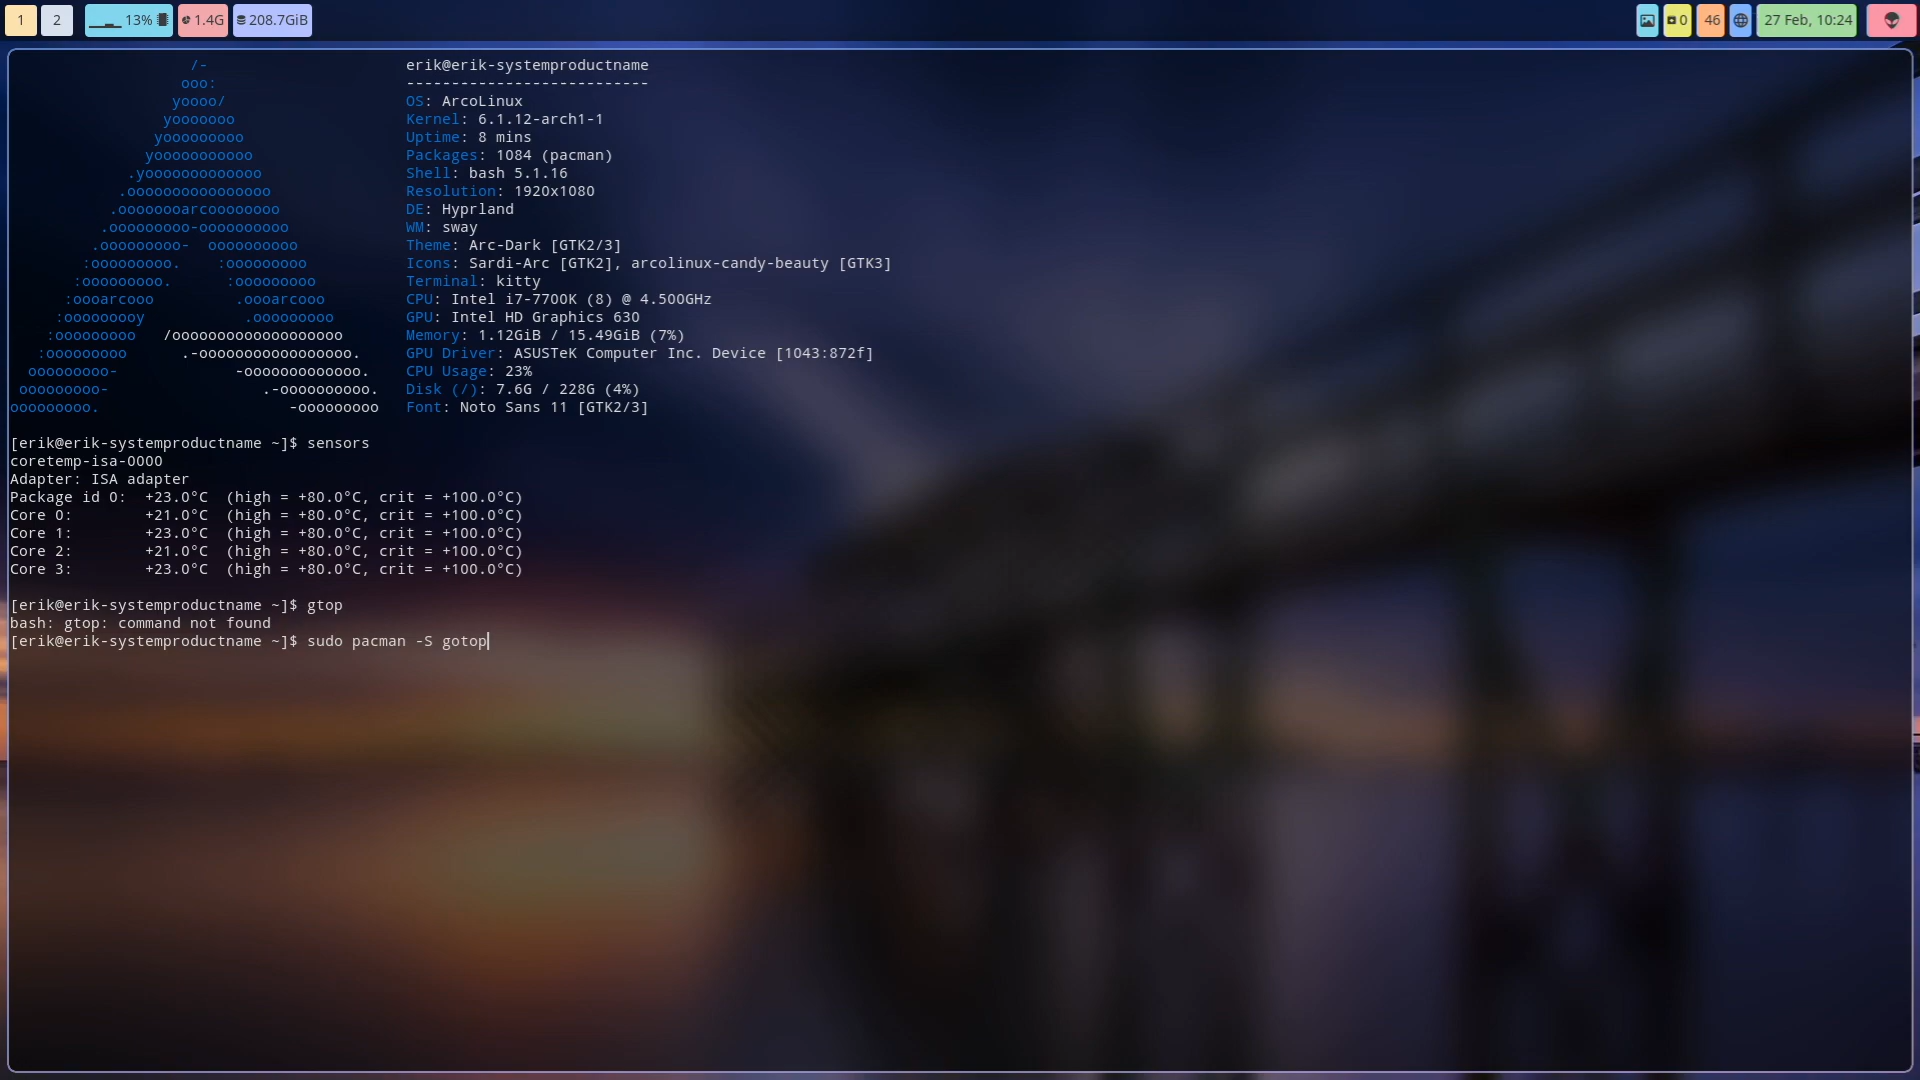 1 2 13% 1.4G 208.7GiB 0 46 27 Feb, 10:24
/-
ooo:
yoooo/
yooooooo
yooooooooo
yooooooooooo
.yooooooooooooo
.oooooooooooooooo
.ooooooooarcoooooooo
.ooooooooo-oooooooooo
.ooooooooo-  oooooooooo
:ooooooooo.    :ooooooooo
:ooooooooo.      :ooooooooo
:oooarcooo         .oooarcooo
:ooooooooy           .ooooooooo
:ooooooooo   /ooooooooooooooooooo
:ooooooooo      .-ooooooooooooooooo.
ooooooooo-             -ooooooooooooo.
ooooooooo-                 .-oooooooooo.
ooooooooo.                     -ooooooooo
erik@erik-systemproductname
---------------------------
OS: ArcoLinux
Kernel: 6.1.12-arch1-1
Uptime: 8 mins
Packages: 1084 (pacman)
Shell: bash 5.1.16
Resolution: 1920x1080
DE: Hyprland
WM: sway
Theme: Arc-Dark [GTK2/3]
Icons: Sardi-Arc [GTK2], arcolinux-candy-beauty [GTK3]
Terminal: kitty
CPU: Intel i7-7700K (8) @ 4.500GHz
GPU: Intel HD Graphics 630
Memory: 1.12GiB / 15.49GiB (7%)
GPU Driver: ASUSTeK Computer Inc. Device [1043:872f]
CPU Usage: 23%
Disk (/): 7.6G / 228G (4%)
Font: Noto Sans 11 [GTK2/3]
[erik@erik-systemproductname ~]$ sensors
coretemp-isa-0000
Adapter: ISA adapter
Package id 0:  +23.0°C  (high = +80.0°C, crit = +100.0°C)
Core 0:        +21.0°C  (high = +80.0°C, crit = +100.0°C)
Core 1:        +23.0°C  (high = +80.0°C, crit = +100.0°C)
Core 2:        +21.0°C  (high = +80.0°C, crit = +100.0°C)
Core 3:        +23.0°C  (high = +80.0°C, crit = +100.0°C)
[erik@erik-systemproductname ~]$ gtop
bash: gtop: command not found
[erik@erik-systemproductname ~]$ sudo pacman -S gotop